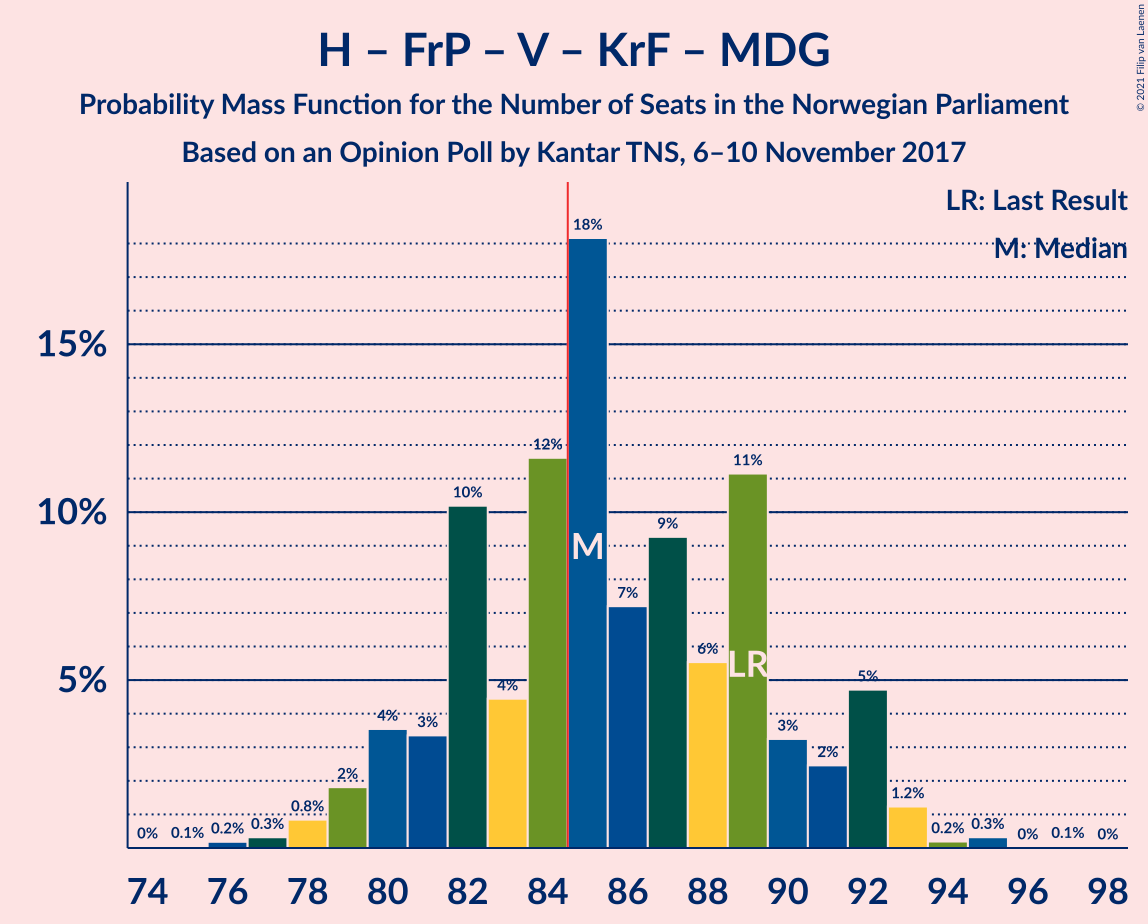 H – FrP – V – KrF – MDG
Probability Mass Function for the Number of Seats in the Norwegian Parliament
Based on an Opinion Poll by Kantar TNS, 6–10 November 2017
© 2021 Filip van Laenen
LR: Last Result
M: Median
15%
10%
5%
0% 0.1% 0.2% 0.3% 0.8% 2% 4% 3% 10% 4% 12% 18% 7% 9% 6% 11% 3% 2% 5% 1.2% 0.2% 0.3% 0% 0.1% 0%
M
LR
74 76 78 80 82 84 86 88 90 92 94 96 98